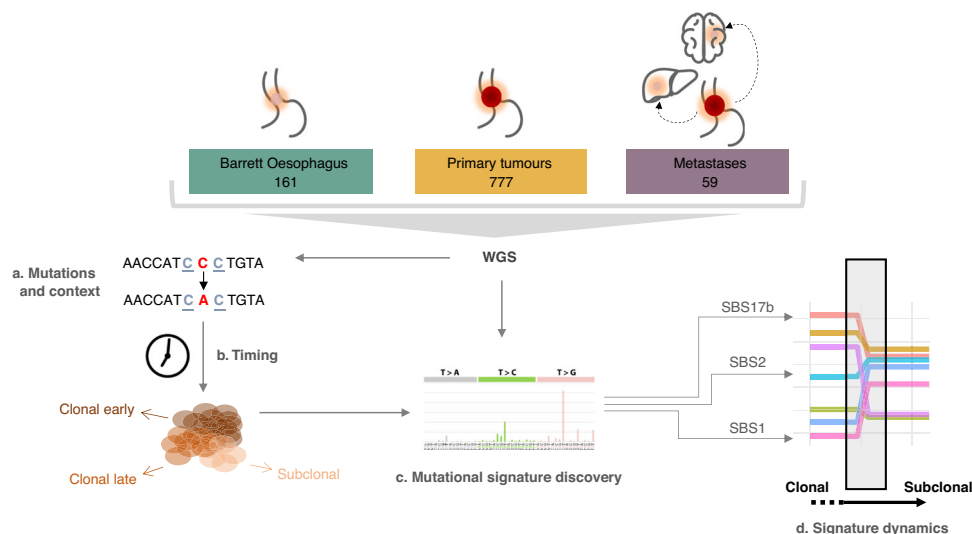 Barrett Oesophagus
161
Primary tumours
777
Metastases
59
WGS
AACCATCCCTGTA
a. Mutations
and context
AACCATCACTGTA
b. Timing
Clonal early
Clonal late
Subclonal
T>A
T>C
T>G
c. Mutational signature discovery
SBS17b
SBS2
SBS1
Clonal
Subclonal
d. Signature dynamics